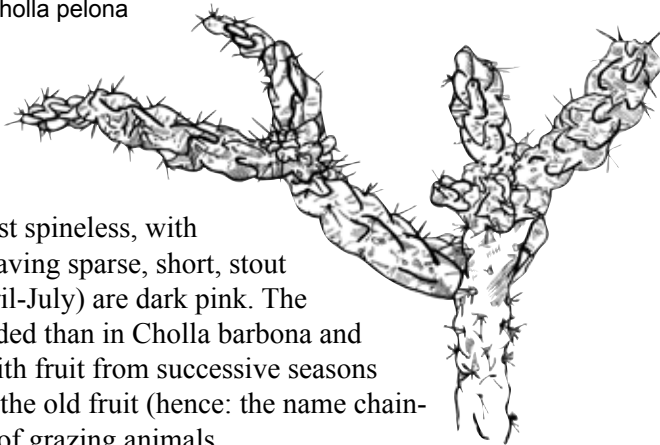 holla pelona
st spineless, with
aving sparse, short, stout
il-July) are dark pink. The
ded than in Cholla barbona and
ith fruit from successive seasons
the old fruit (hence: the name chain-
of grazing animals